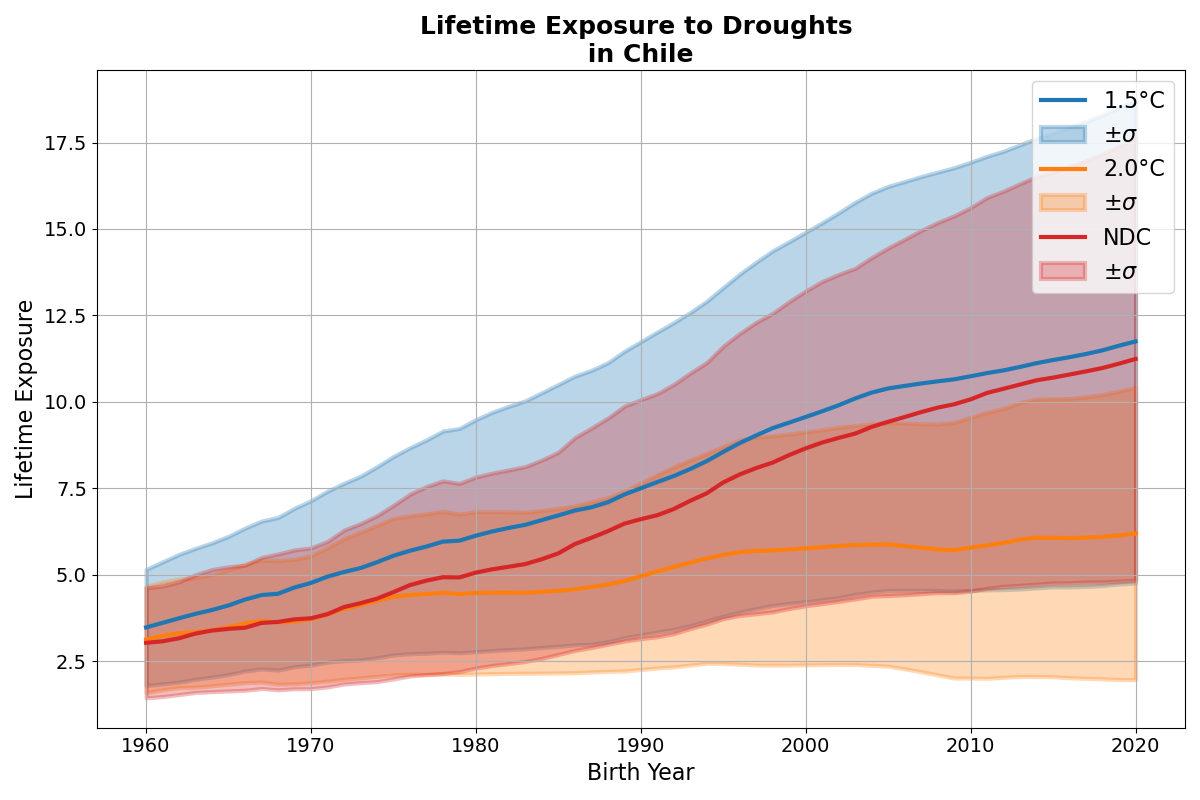 Lifetime Exposure to Droughts
in Chile
Lifetime Exposure
17.5
15.0
12.5
10.0
7.5
5.0
2.5
1960
1970
1980
1990
2000
2010
2020
Birth Year
1.5°C
±σ
2.0°C
±σ
NDC
±σ